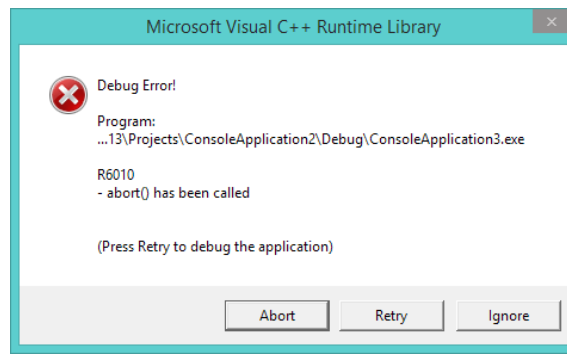 Microsoft Visual C++ Runtime Library
Debug Error!
Program:
...13\Projects\ConsoleApplication2\Debug\ConsoleApplication3.exe
R6010
- abort() has been called
(Press Retry to debug the application)
Abort
Retry
Ignore